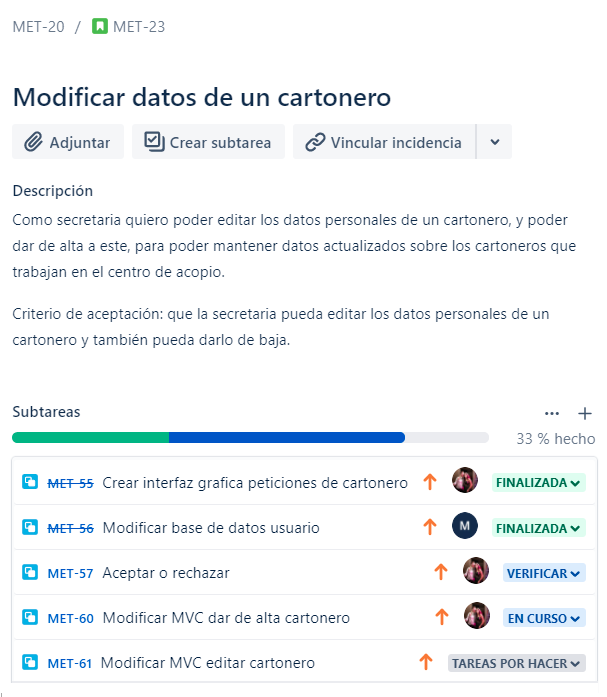 MET-20 / MET-23
Modificar datos de un cartonero
Adjuntar Crear subtarea Vincular incidencia
Descripción
Como secretaria quiero poder editar los datos personales de un cartonero, y poder
dar de alta a este, para poder mantener datos actualizados sobre los cartoneros que
trabajan en el centro de acopio.
Criterio de aceptación: que la secretaria pueda editar los datos personales de un
cartonero y también pueda darlo de baja.
Subtareas
33 % hecho
MET-55 Crear interfaz grafica peticiones de cartonero FINALIZADA
MET-56 Modificar base de datos usuario M FINALIZADA
MET-57 Aceptar o rechazar VERIFICAR
MET-60 Modificar MVC dar de alta cartonero EN CURSO
MET-61 Modificar MVC editar cartonero TAREAS POR HACER